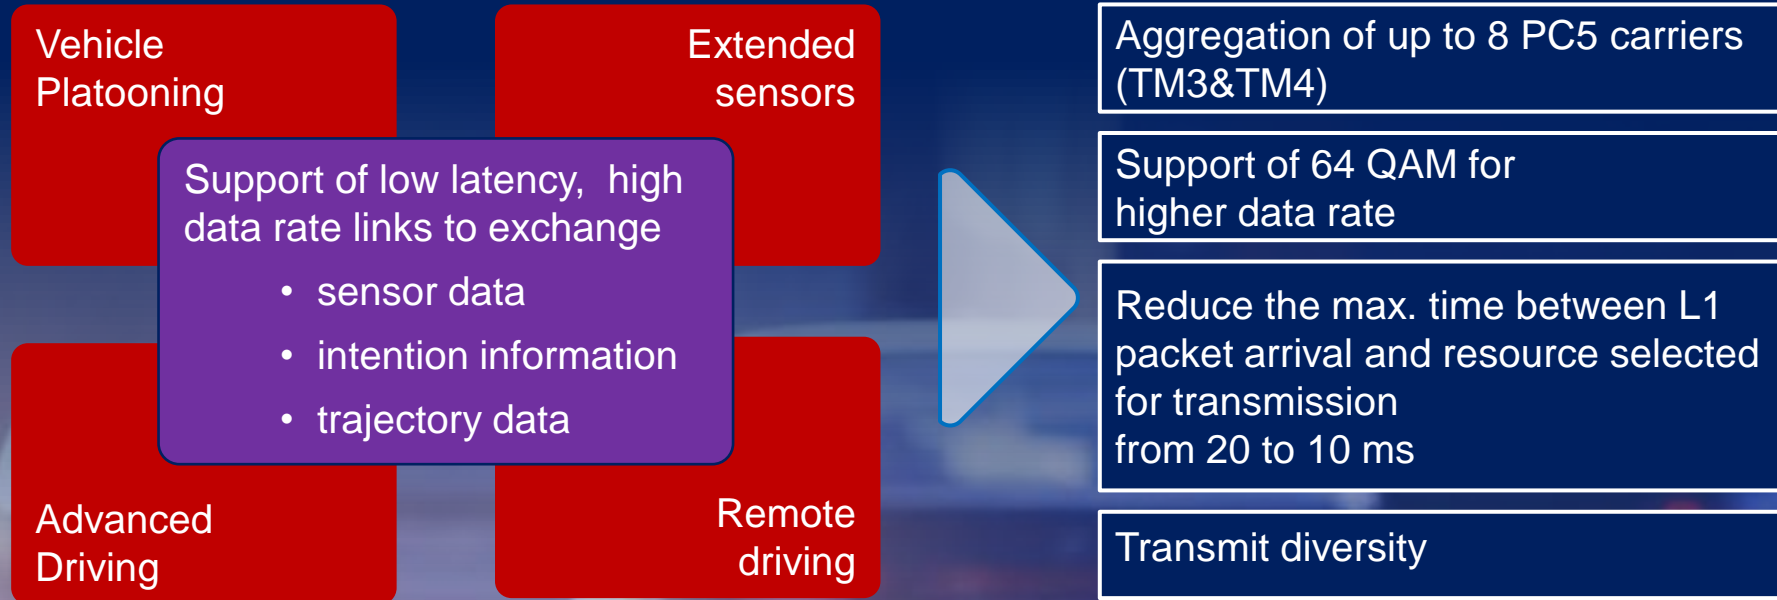 Vehicle
Platooning
Extended
sensors
Support of low latency, high
data rate links to exchange
• sensor data
• intention information
• trajectory data
Advanced
Driving
Remote
driving
Aggregation of up to 8 PC5 carriers
(TM3&TM4)
Support of 64 QAM for
higher data rate
Reduce the max. time between L1
packet arrival and resource selected
for transmission
from 20 to 10 ms
Transmit diversity